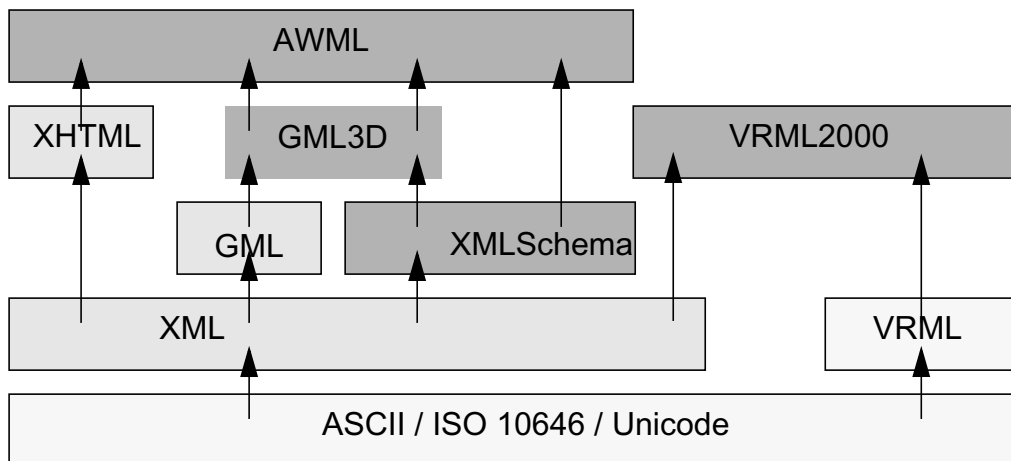 AWML
XHTML
GML3D
VRML2000
GML
XMLSchema
XML
VRML
ASCII / ISO 10646 / Unicode